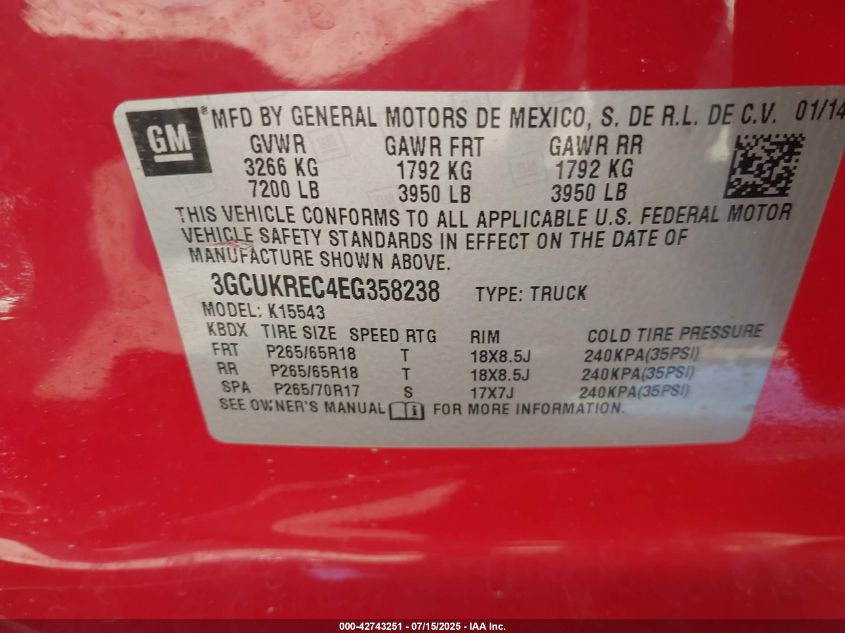 GM
®MFD BY GENERAL MOTORS DE MEXICO, S. DE R.L. DE C.V. 01/14
GVWR GAWR FRT GAWR RR
3266 KG 1792 KG 1792 KG
7200 LB 3950 LB 3950 LB
THIS VEHICLE CONFORMS TO ALL APPLICABLE U.S. FEDERAL MOTOR
VEHICLE SAFETY STANDARDS IN EFFECT ON THE DATE OF
MANUFACTURE SHOWN ABOVE.
3GCUKREC4EG358238 TYPE: TRUCK
MODEL: K15543
KBDX TIRE SIZE SPEED RTG RIM COLD TIRE PRESSURE
FRT P265/65R18 T 18X8.5J 240KPA(35PSI)
RR P265/65R18 T 18X8.5J 240KPA(35PSI)
SPA P265/70R17 S 17X7J 240KPA(35PSI)
SEE OWNER'S MANUAL FOR MORE INFORMATION.
000-42743251 - 07/15/2025 - IAA Inc.